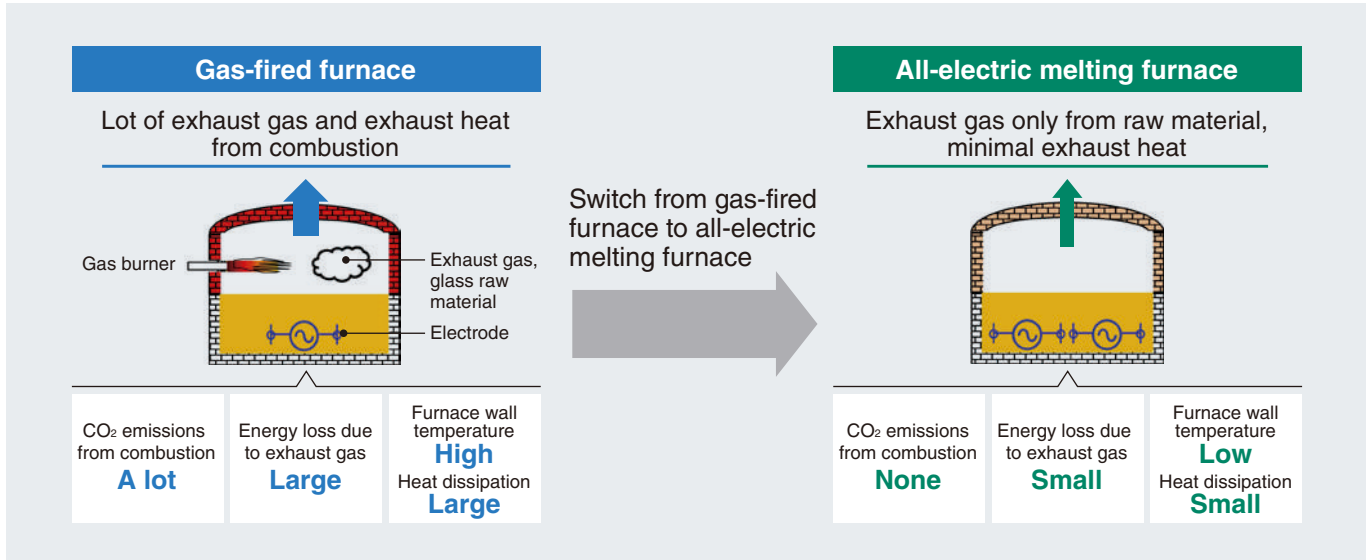 Gas-fired furnace
Lot of exhaust gas and exhaust heat
from combustion
Gas burner
Exhaust gas,
glass raw
material
Electrode
CO₂ emissions
from combustion
A lot
Energy loss due
to exhaust gas
Large
Furnace wall
temperature
High
Heat dissipation
Large
Switch from gas-fired
furnace to all-electric
melting furnace
All-electric melting furnace
Exhaust gas only from raw material,
minimal exhaust heat
CO₂ emissions
from combustion
None
Energy loss due
to exhaust gas
Small
Furnace wall
temperature
Low
Heat dissipation
Small